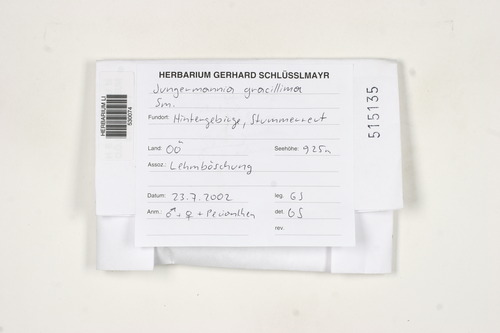 HERBARIUM GERHARD SCHLÜSSLMAYR
Jungermannia gracillima
Sm.
Fundort: Hintergebirge, Stummerreut
Land: OÖ Seehöhe: 925m
Assoz.: Lehmböschung
Datum: 23.7.2002 leg. GS
Anm.: ♂ + ♀ + Perianthen det. GS
rev.
HERBARIUM LI
530074
515135